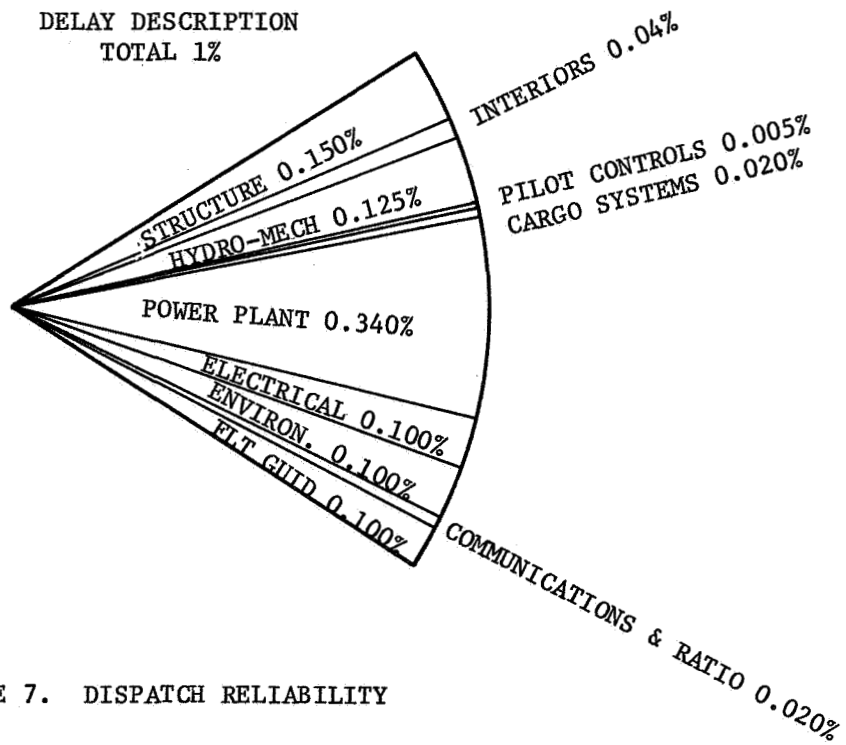 DELAY DESCRIPTION
TOTAL 1%
INTERIORS 0.04%
STRUCTURE 0.150%
PILOT CONTROLS 0.005%
CARGO SYSTEMS 0.020%
HYDRO-MECH 0.125%
POWER PLANT 0.340%
ELECTRICAL 0.100%
ENVIRON. 0.100%
FLT GUID 0.100%
COMMUNICATIONS & RATIO 0.020%
E 7. DISPATCH RELIABILITY